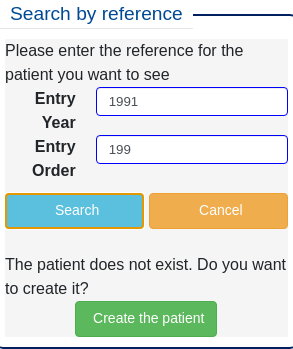 Search by reference
Please enter the reference for the
patient you want to see
Entry Year 1991
Entry Order 199
Search Cancel
The patient does not exist. Do you want
to create it?
Create the patient